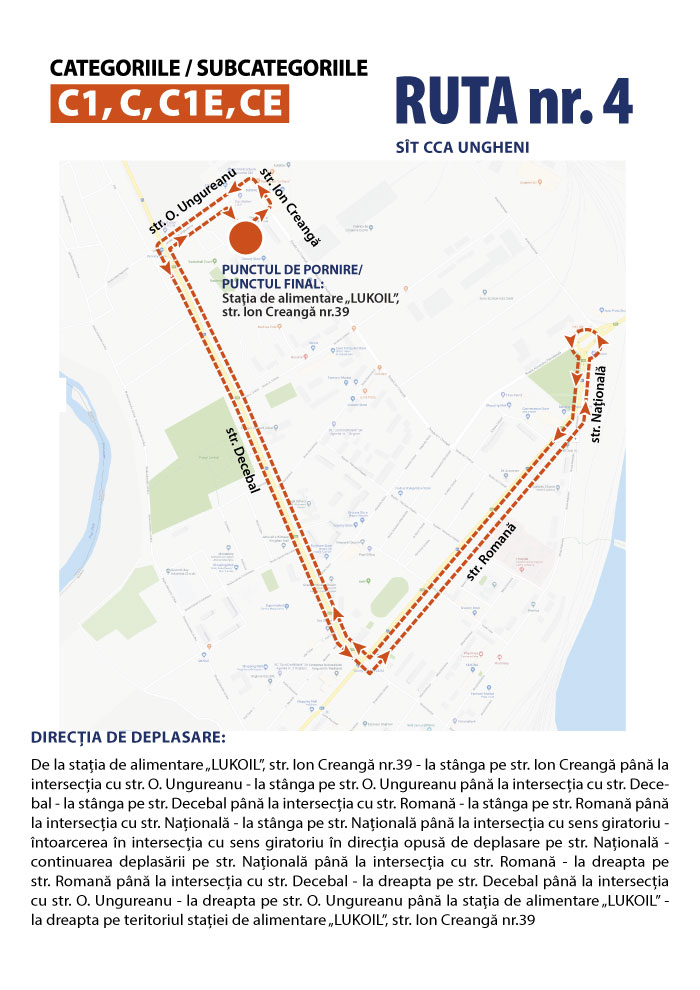 CATEGORIILE / SUBCATEGORIILE
C1, C, C1E, CE
RUTA nr. 4
SÎT CCA UNGHENI
str. O. Ungureanu
str. Ion Creangă
PUNCTUL DE PORNIRE/
PUNCTUL FINAL:
Stația de alimentare „LUKOIL”,
str. Ion Creangă nr.39
str. Națională
str. Decebal
str. Romană
DIRECȚIA DE DEPLASARE:
De la stația de alimentare „LUKOIL”, str. Ion Creangă nr.39 - la stânga pe str. Ion Creangă până la
intersecția cu str. O. Ungureanu - la stânga pe str. O. Ungureanu până la intersecția cu str. Dece-
bal - la stânga pe str. Decebal până la intersecția cu str. Romană - la stânga pe str. Romană până
la intersecția cu str. Națională - la stânga pe str. Națională până la intersecția cu sens giratoriu -
întoarcerea în intersecția cu sens giratoriu în direcția opusă de deplasare pe str. Națională -
continuarea deplasării pe str. Națională până la intersecția cu str. Romană - la dreapta pe
str. Romană până la intersecția cu str. Decebal - la dreapta pe str. Decebal până la intersecția
cu str. O. Ungureanu - la dreapta pe str. O. Ungureanu până la stația de alimentare „LUKOIL” -
la dreapta pe teritoriul stației de alimentare „LUKOIL”, str. Ion Creangă nr.39